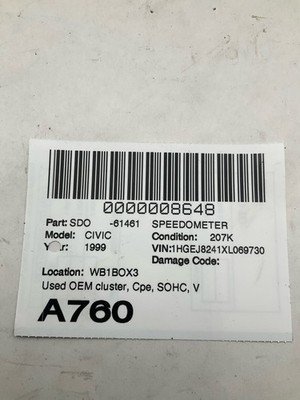 0000008648
Part: SDO -61461 SPEEDOMETER
Model: CIVIC Condition: 207K
Year: 1999 VIN:1HGEJ8241XL069730
Damage Code:
Location: WB1BOX3
Used OEM cluster, Cpe, SOHC, V
A760